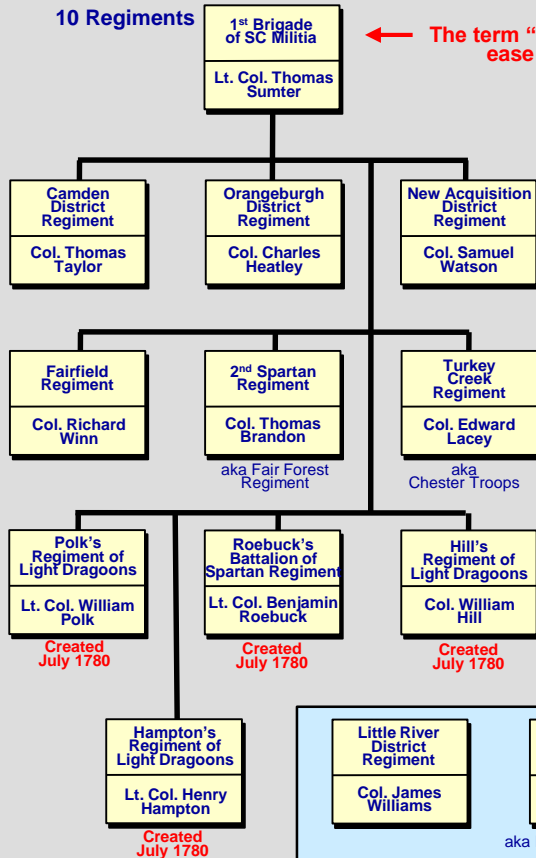 10 Regiments
1st Brigade
of SC Militia
Lt. Col. Thomas
Sumter
The term “
ease
Camden
District
Regiment
Col. Thomas
Taylor
Orangeburgh
District
Regiment
Col. Charles
Heatley
New Acquisition
District
Regiment
Col. Samuel
Watson
Fairfield
Regiment
Col. Richard
Winn
2nd Spartan
Regiment
Col. Thomas
Brandon
aka Fair Forest
Regiment
Turkey
Creek
Regiment
Col. Edward
Lacey
aka
Chester Troops
Polk's
Regiment of
Light Dragoons
Lt. Col. William
Polk
Created
July 1780
Roebuck's
Battalion of
Spartan Regiment
Lt. Col. Benjamin
Roebuck
Hill's
Regiment of
Light Dragoons
Col. William
Hill
Created
July 1780
Hampton's
Regiment of
Light Dragoons
Lt. Col. Henry
Hampton
Created
July 1780
Little River
District
Regiment
Col. James
Williams
aka